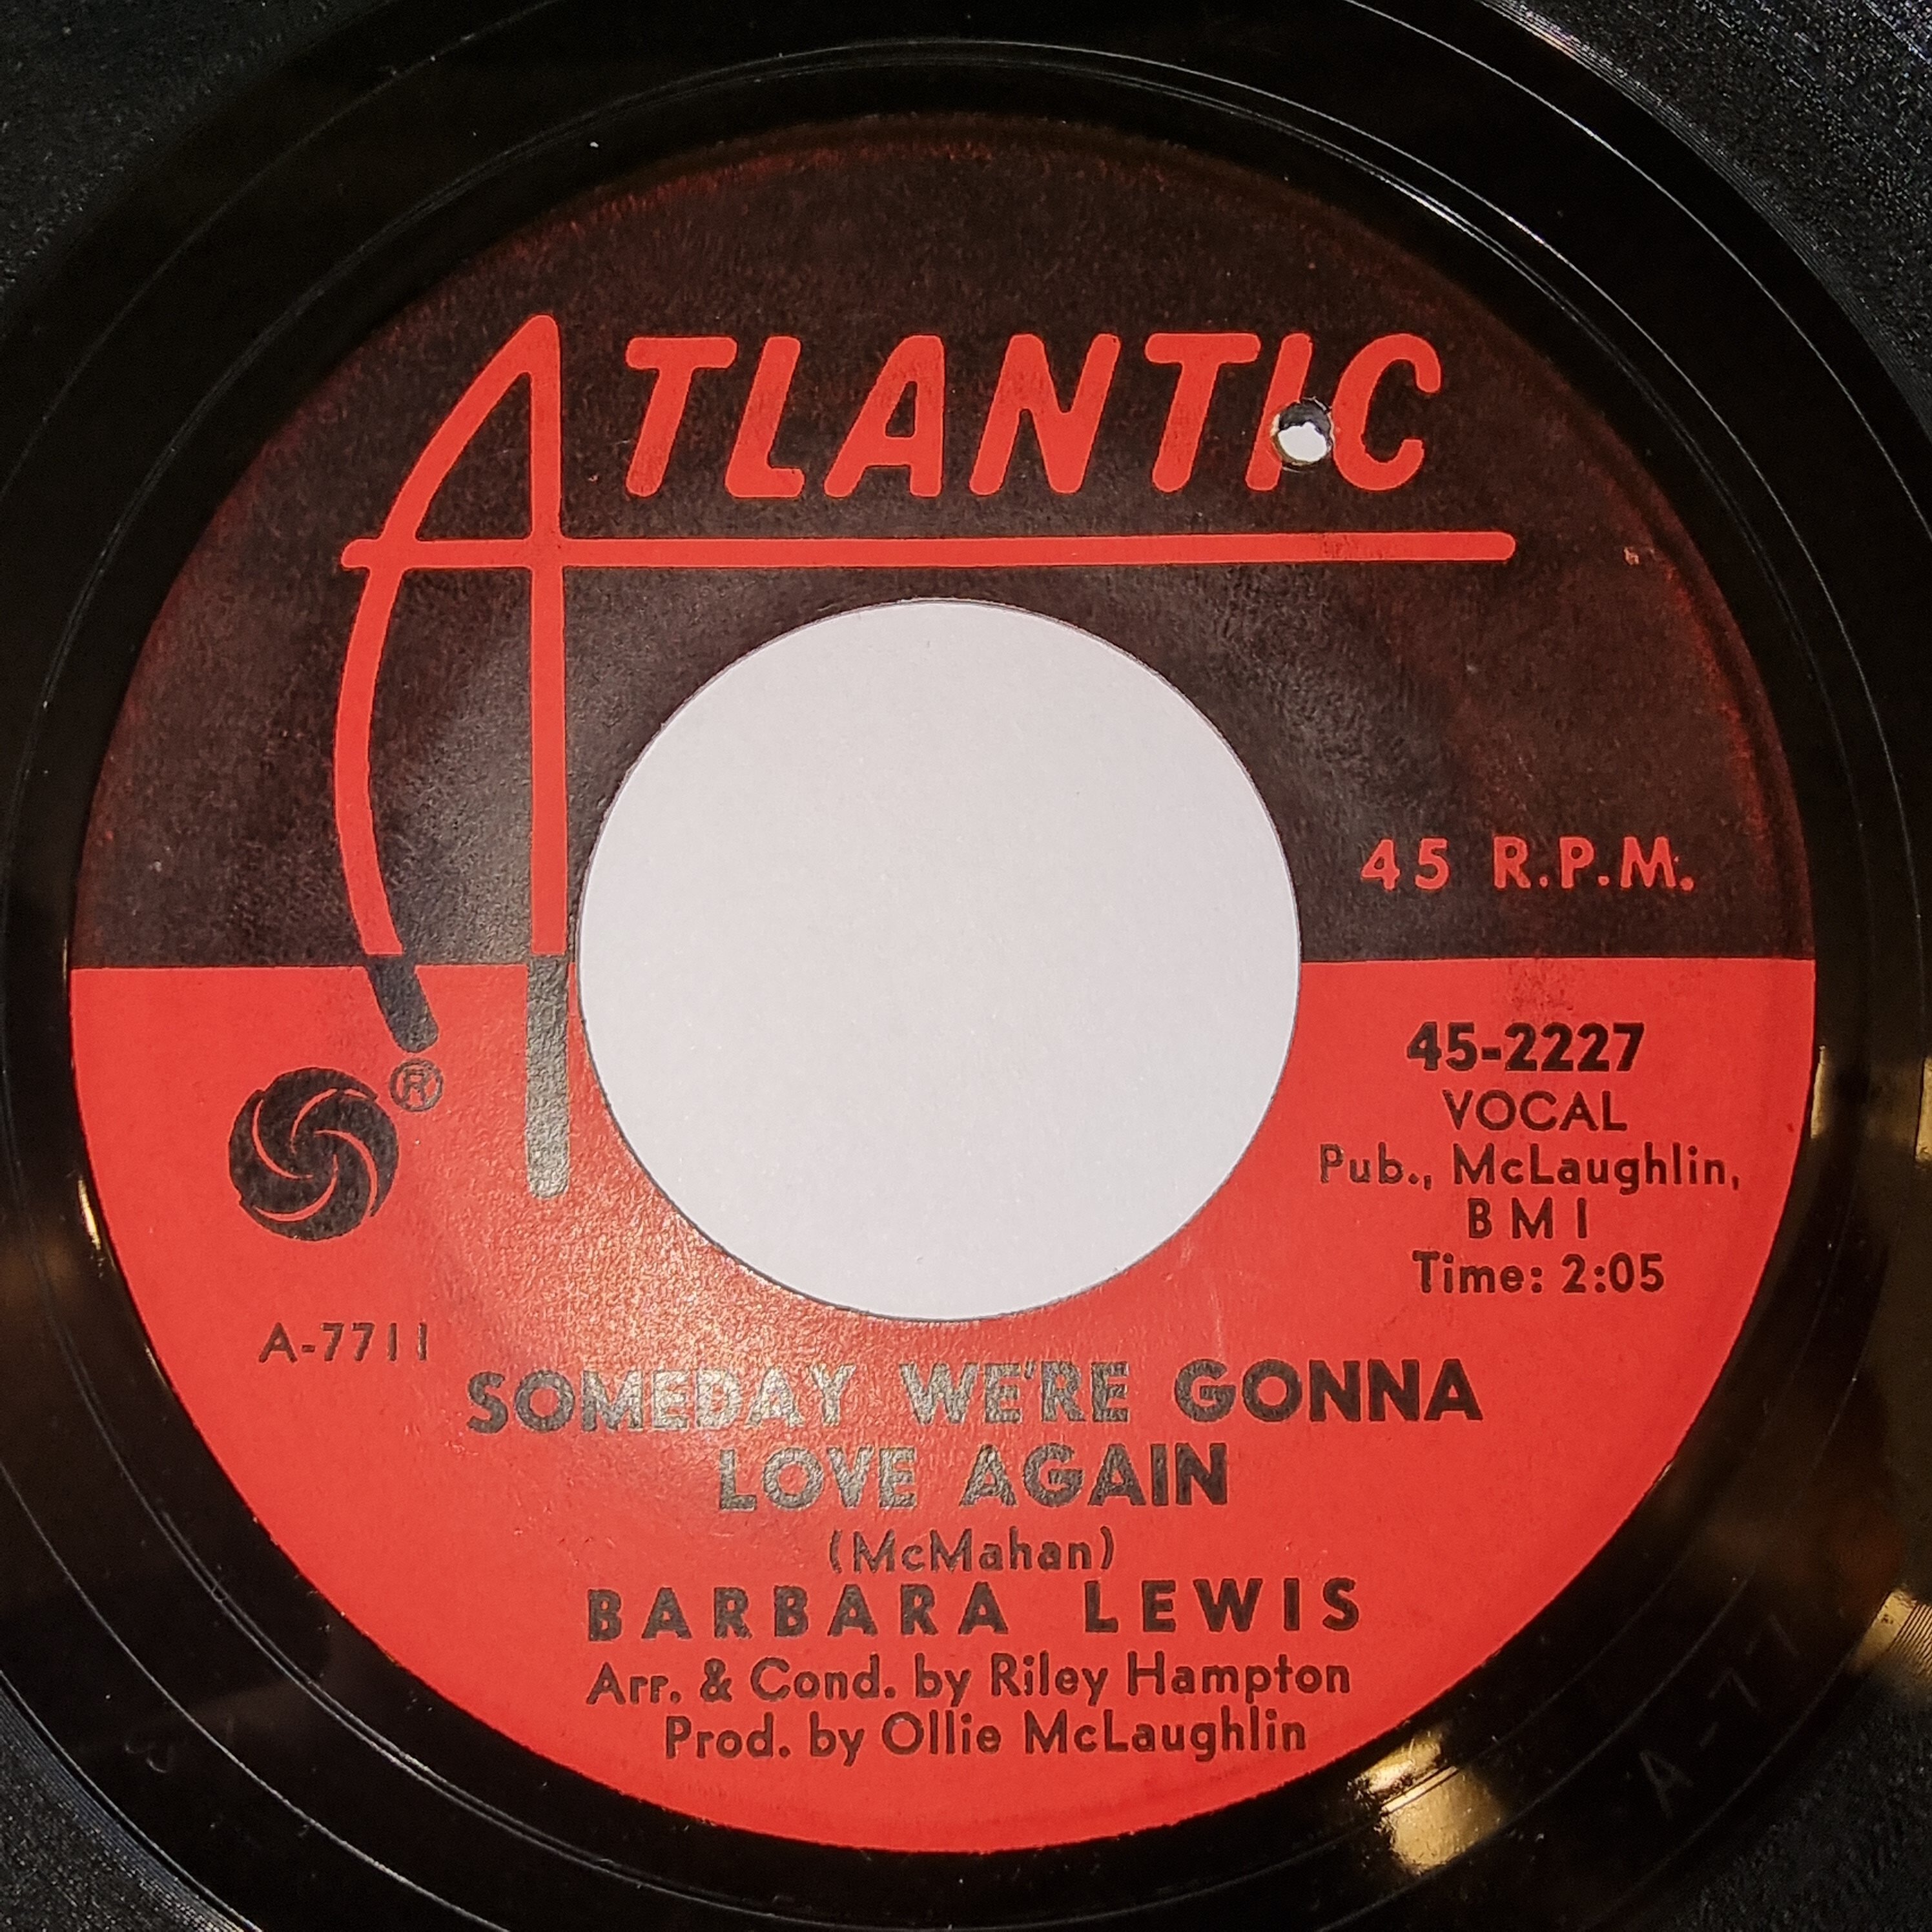 ATLANTIC
45 R.P.M.
45-2227
VOCAL
Pub., McLaughlin,
BMI
Time: 2:05
®
A-7711
SOMEDAY WE'RE GONNA
LOVE AGAIN
(McMahan)
BARBARA LEWIS
Arr. & Cond. by Riley Hampton
Prod. by Ollie McLaughlin
A-77